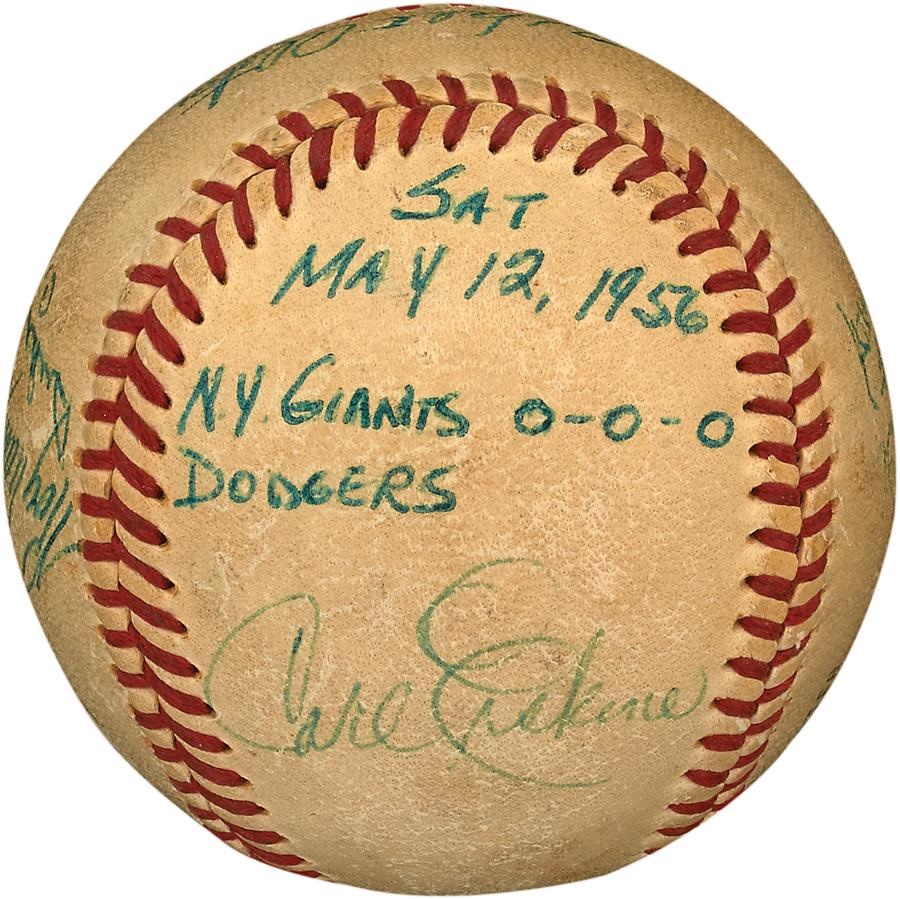 SAT
MAY 12, 1956
N.Y. GIANTS 0-0-0
DODGERS
Carl Erskine